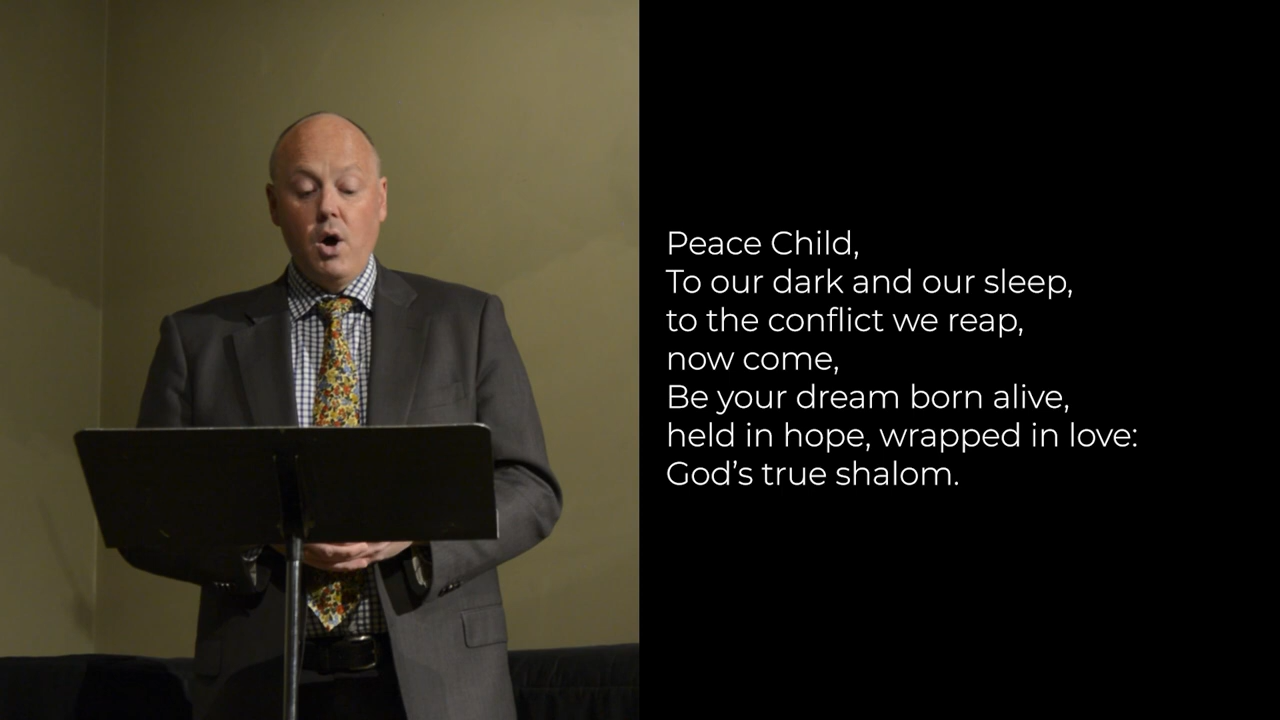 Peace Child,
To our dark and our sleep,
to the conflict we reap,
now come,
Be your dream born alive,
held in hope, wrapped in love:
God’s true shalom.